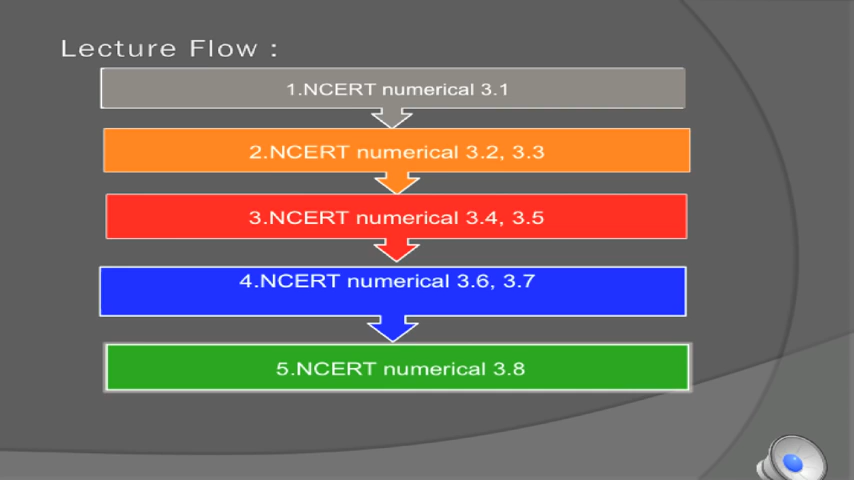 Lecture Flow :
1.NCERT numerical 3.1
2.NCERT numerical 3.2, 3.3
3.NCERT numerical 3.4, 3.5
4.NCERT numerical 3.6, 3.7
5.NCERT numerical 3.8